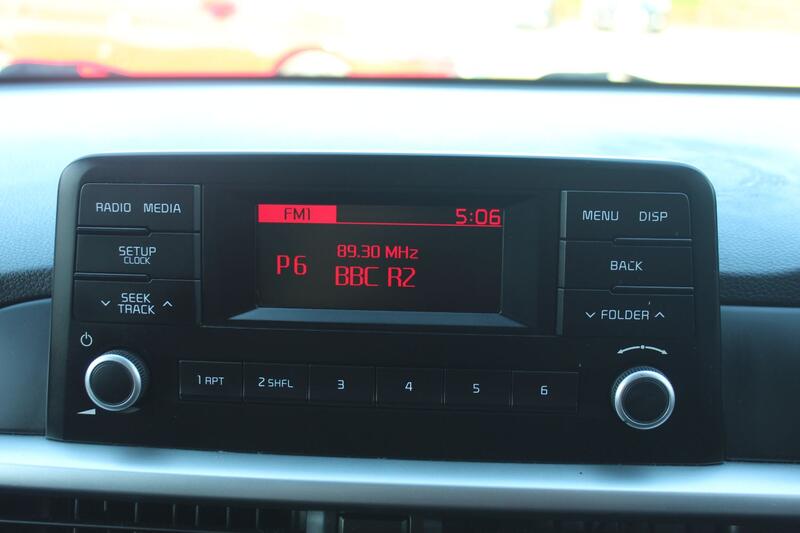 RADIO MEDIA
SETUP
CLOCK
SEEK
TRACK
FM1 5:06
89.30 MHz
P6 BBC R2
MENU DISP
BACK
FOLDER
1 RPT 2 SHFL 3 4 5 6